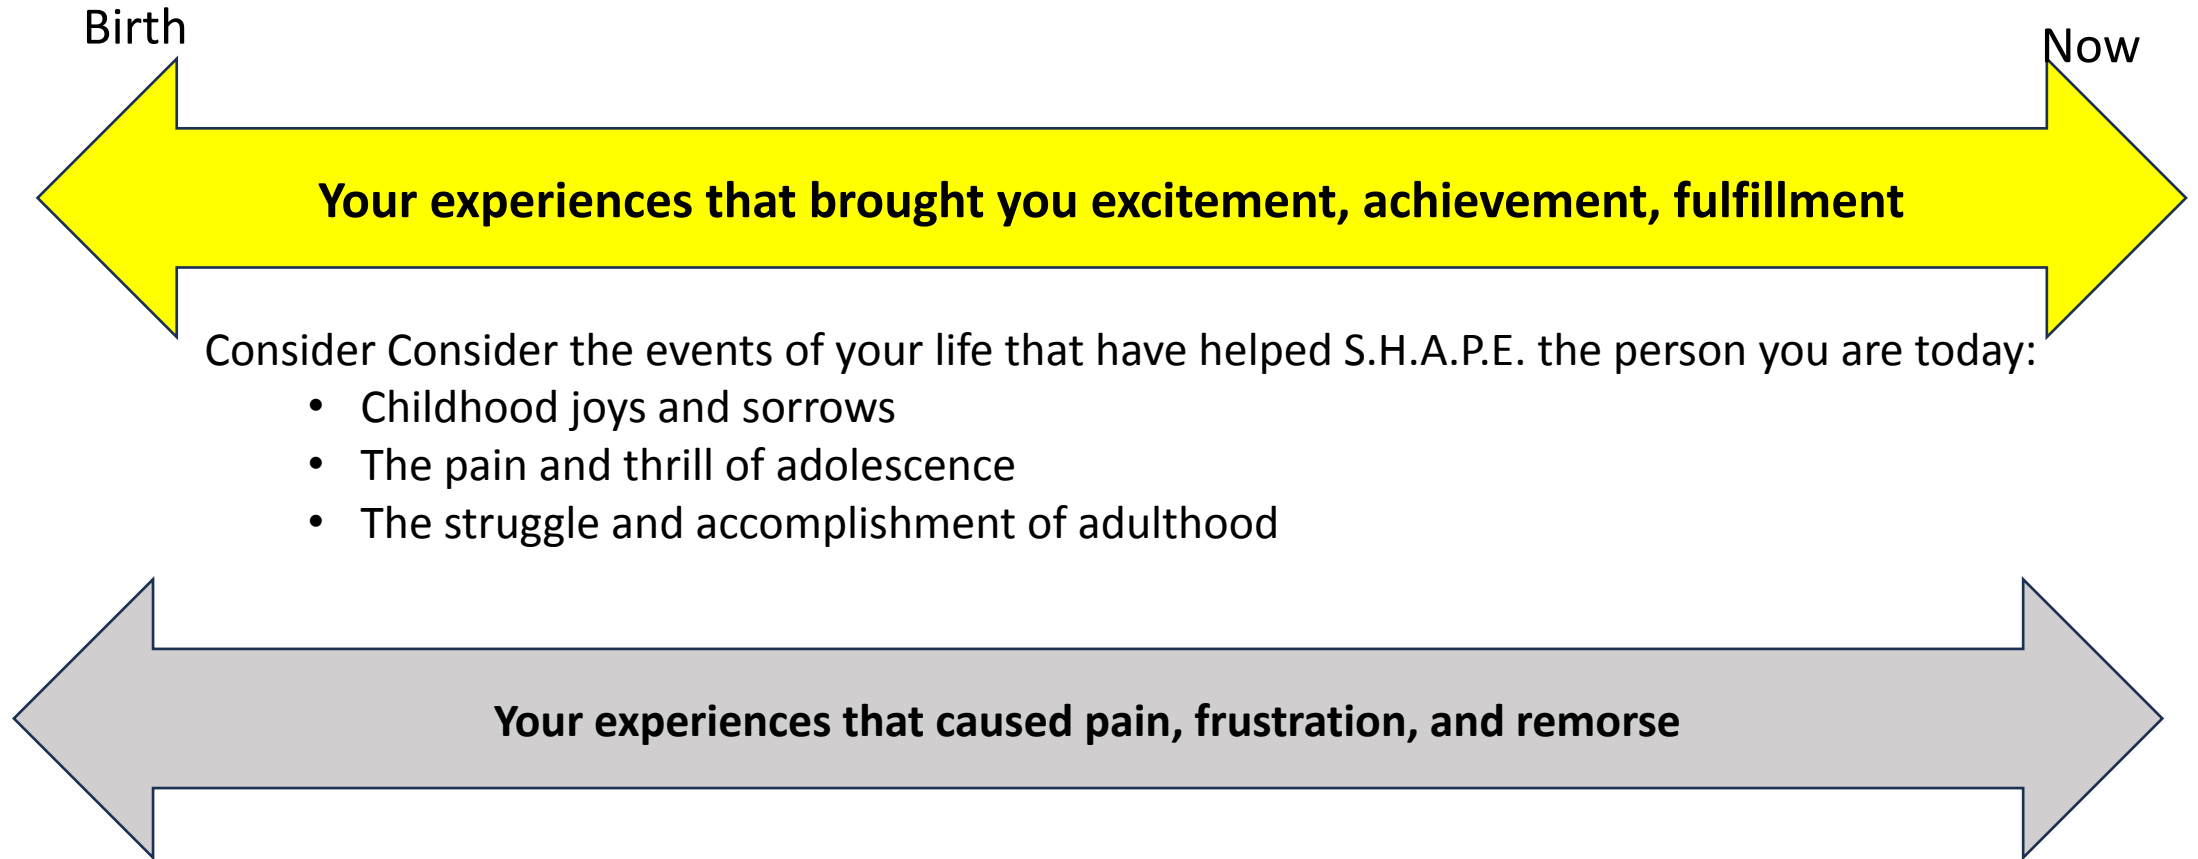 Birth
Now
Your experiences that brought you excitement, achievement, fulfillment
Consider Consider the events of your life that have helped S.H.A.P.E. the person you are today:
• Childhood joys and sorrows
• The pain and thrill of adolescence
• The struggle and accomplishment of adulthood
Your experiences that caused pain, frustration, and remorse